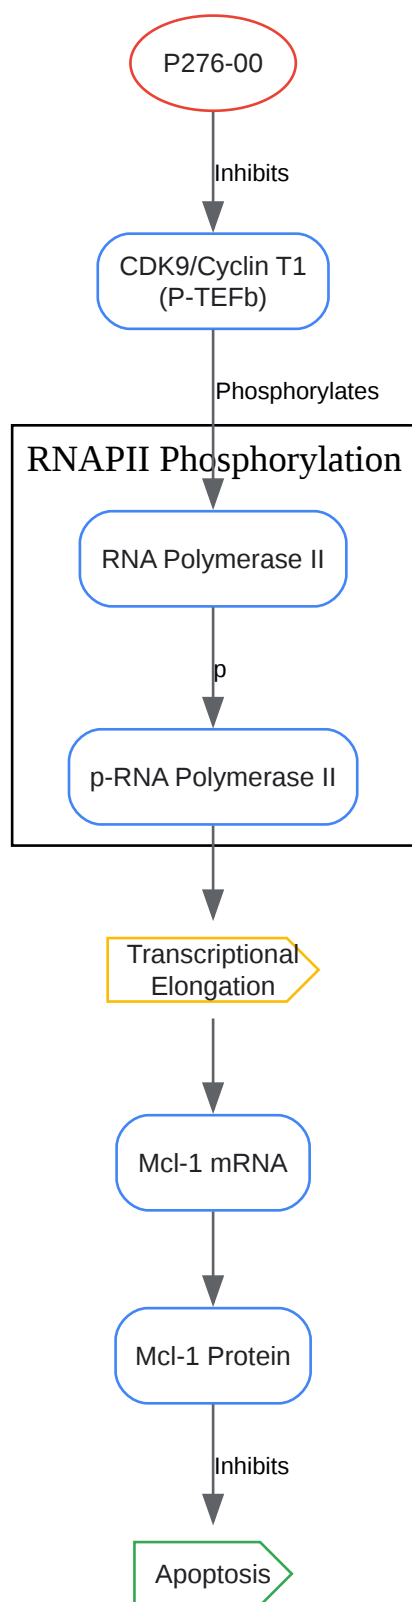 P276-00
Inhibits
CDK9/Cyclin T1
(P-TEFb)
Phosphorylates
RNAPII Phosphorylation
RNA Polymerase II
p
p-RNA Polymerase II
Transcriptional
Elongation
Mcl-1 mRNA
Mcl-1 Protein
Inhibits
Apoptosis